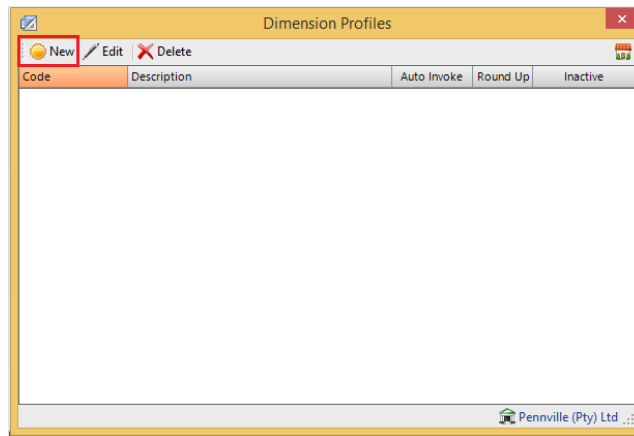 Dimension Profiles
New Edit Delete
Code Description Auto Invoke Round Up Inactive
Pennville (Pty) Ltd